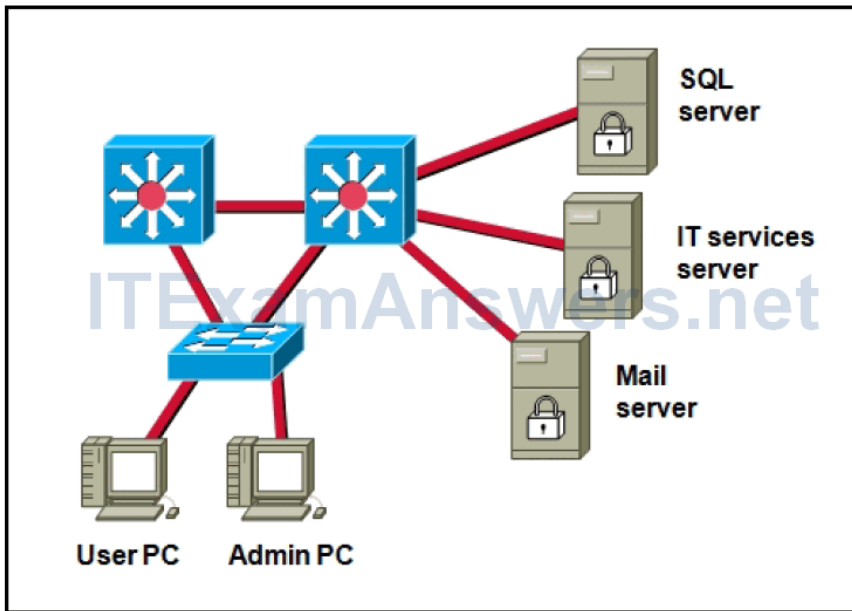 SQL
server
IT services
server
ITExamAnswers.net
Mail
server
User PC
Admin PC